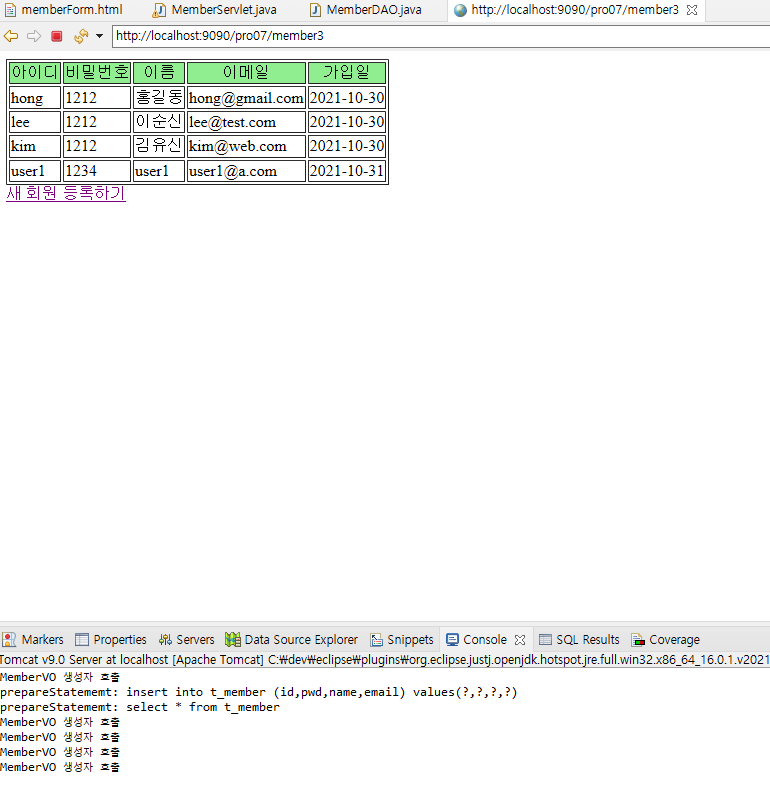 memberForm.html MemberServlet.java MemberDAO.java http://localhost:9090/pro07/member3
http://localhost:9090/pro07/member3
아이디 비밀번호 이름 이메일 가입일
hong 1212 홍길동 hong@gmail.com 2021-10-30
lee 1212 이순신 lee@test.com 2021-10-30
kim 1212 김유신 kim@web.com 2021-10-30
user1 1234 user1 user1@a.com 2021-10-31
새 회원 등록하기
Markers Properties Servers Data Source Explorer Snippets Console SQL Results Coverage
Tomcat v9.0 Server at localhost [Apache Tomcat] C:₩dev₩eclipse₩plugins₩org.eclipse.justj.openjdk.hotspot.jre.full.win32.x86_64_16.0.1.v2021
MemberVO 생성자 호출
prepareStatememt: insert into t_member (id,pwd,name,email) values(?,?,?,?)
prepareStatememt: select * from t_member
MemberVO 생성자 호출
MemberVO 생성자 호출
MemberVO 생성자 호출
MemberVO 생성자 호출